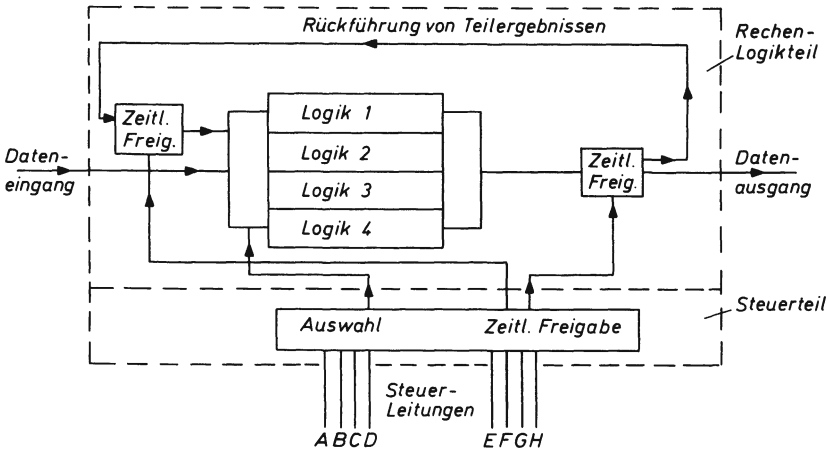 Rückführung von Teilergebnissen
Rechen-
Logikteil
Zeitl.
Freig.
Logik 1
Logik 2
Logik 3
Logik 4
Daten-
eingang
Zeitl.
Freig.
Daten-
ausgang
Steuerteil
Auswahl
Zeitl. Freigabe
Steuer-
Leitungen
ABCD
EFGH